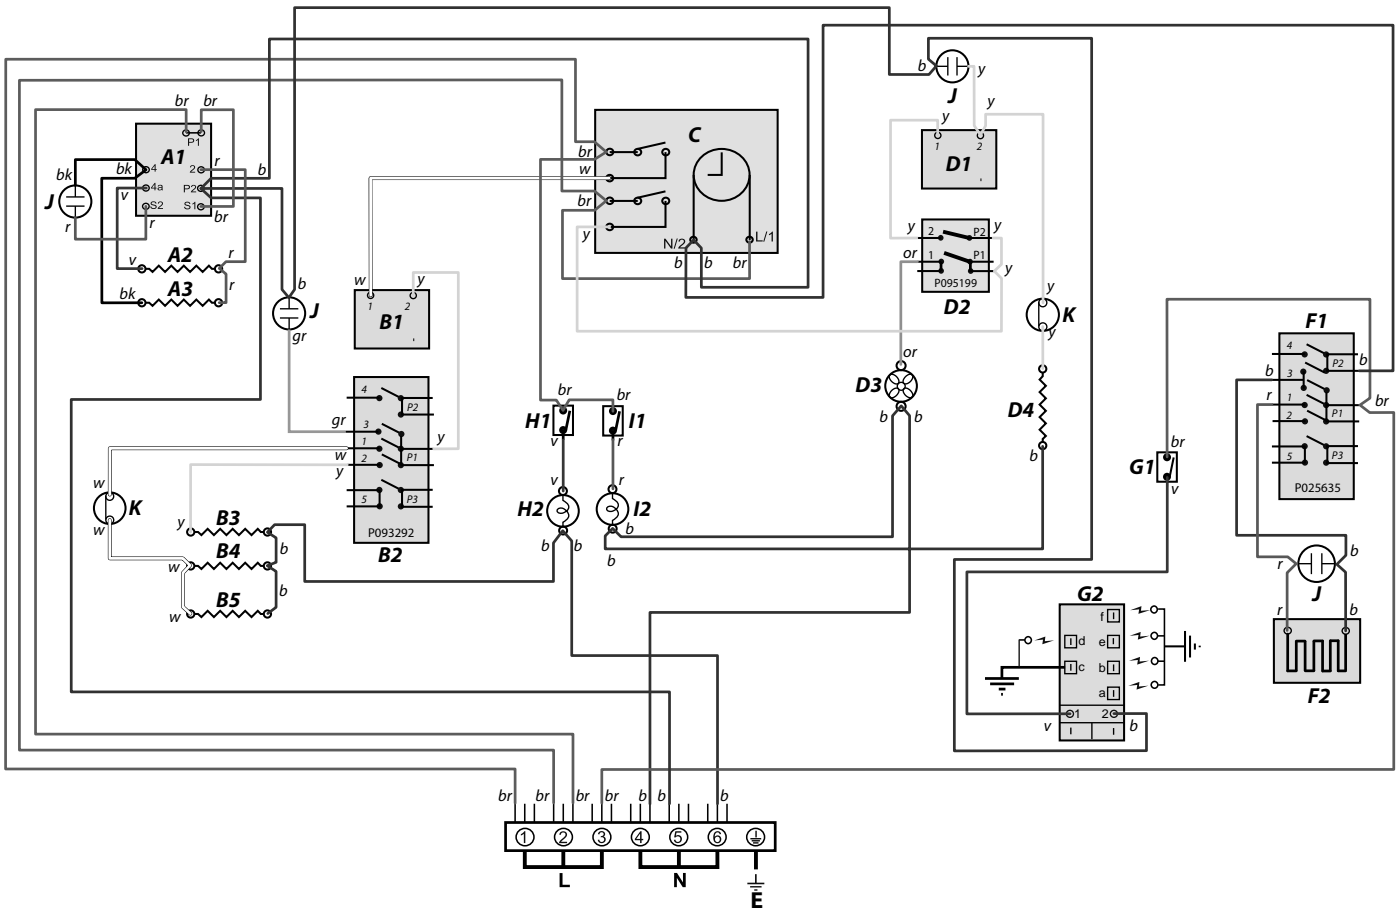 b
y
J
br
br
P1
A1
bk
4
2
r
b
bk
4a
v
P2
J
S2
S1
br
r
r
v
A2
r
bk
A3
r
b
J
gr
C
br
w
br
y
N/2
L/1
b
b
br
y
y
1
2
D1
y
2
P2
y
or
1
P1
y
P095199
D2
w
y
1
2
B1
y
K
y
or
D3
b
b
D4
b
4
P2
gr
3
1
y
w
2
P1
y
5
P3
P093292
B2
br
br
H1
I1
v
r
v
r
H2
I2
b
b
b
b
w
K
w
y
B3
b
w
B4
b
B5
w
F1
4
P2
b
b
3
r
1
br
2
P1
5
P3
P025635
br
G1
v
r
b
J
r
b
F2
G2
f
d
e
c
b
a
1
2
v
b
br
br
br
br
b
b
b
1
2
3
4
5
6
L
N
E